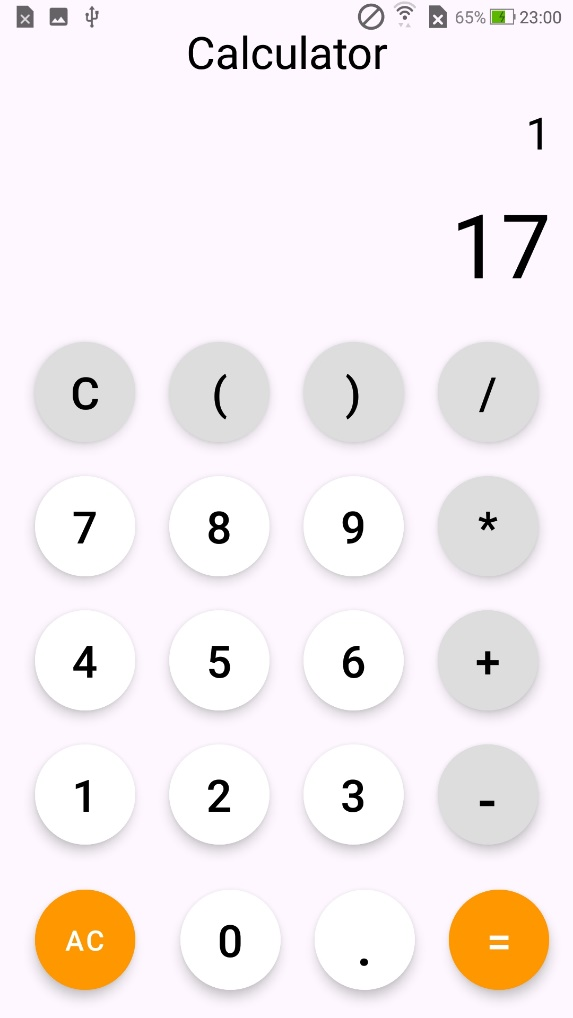 65% 23:00
Calculator
1
17
C ( ) /
7 8 9 *
4 5 6 +
1 2 3 -
AC 0 . =